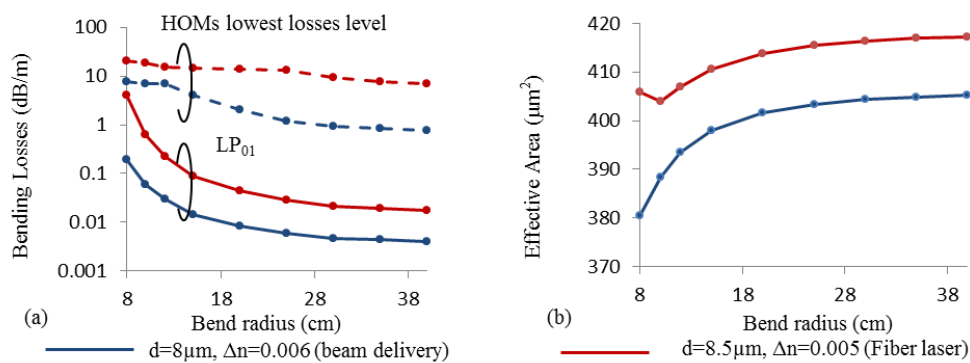 HOMs lowest losses level
100
10
1
0.1
0.01
0.001
Bending Losses (dB/m)
LP01
8
18
28
38
Bend radius (cm)
(a)
420
410
400
390
380
370
Effective Area (µm²)
8
18
28
38
Bend radius (cm)
(b)
d=8µm, Δn=0.006 (beam delivery)
d=8.5µm, Δn=0.005 (Fiber laser)